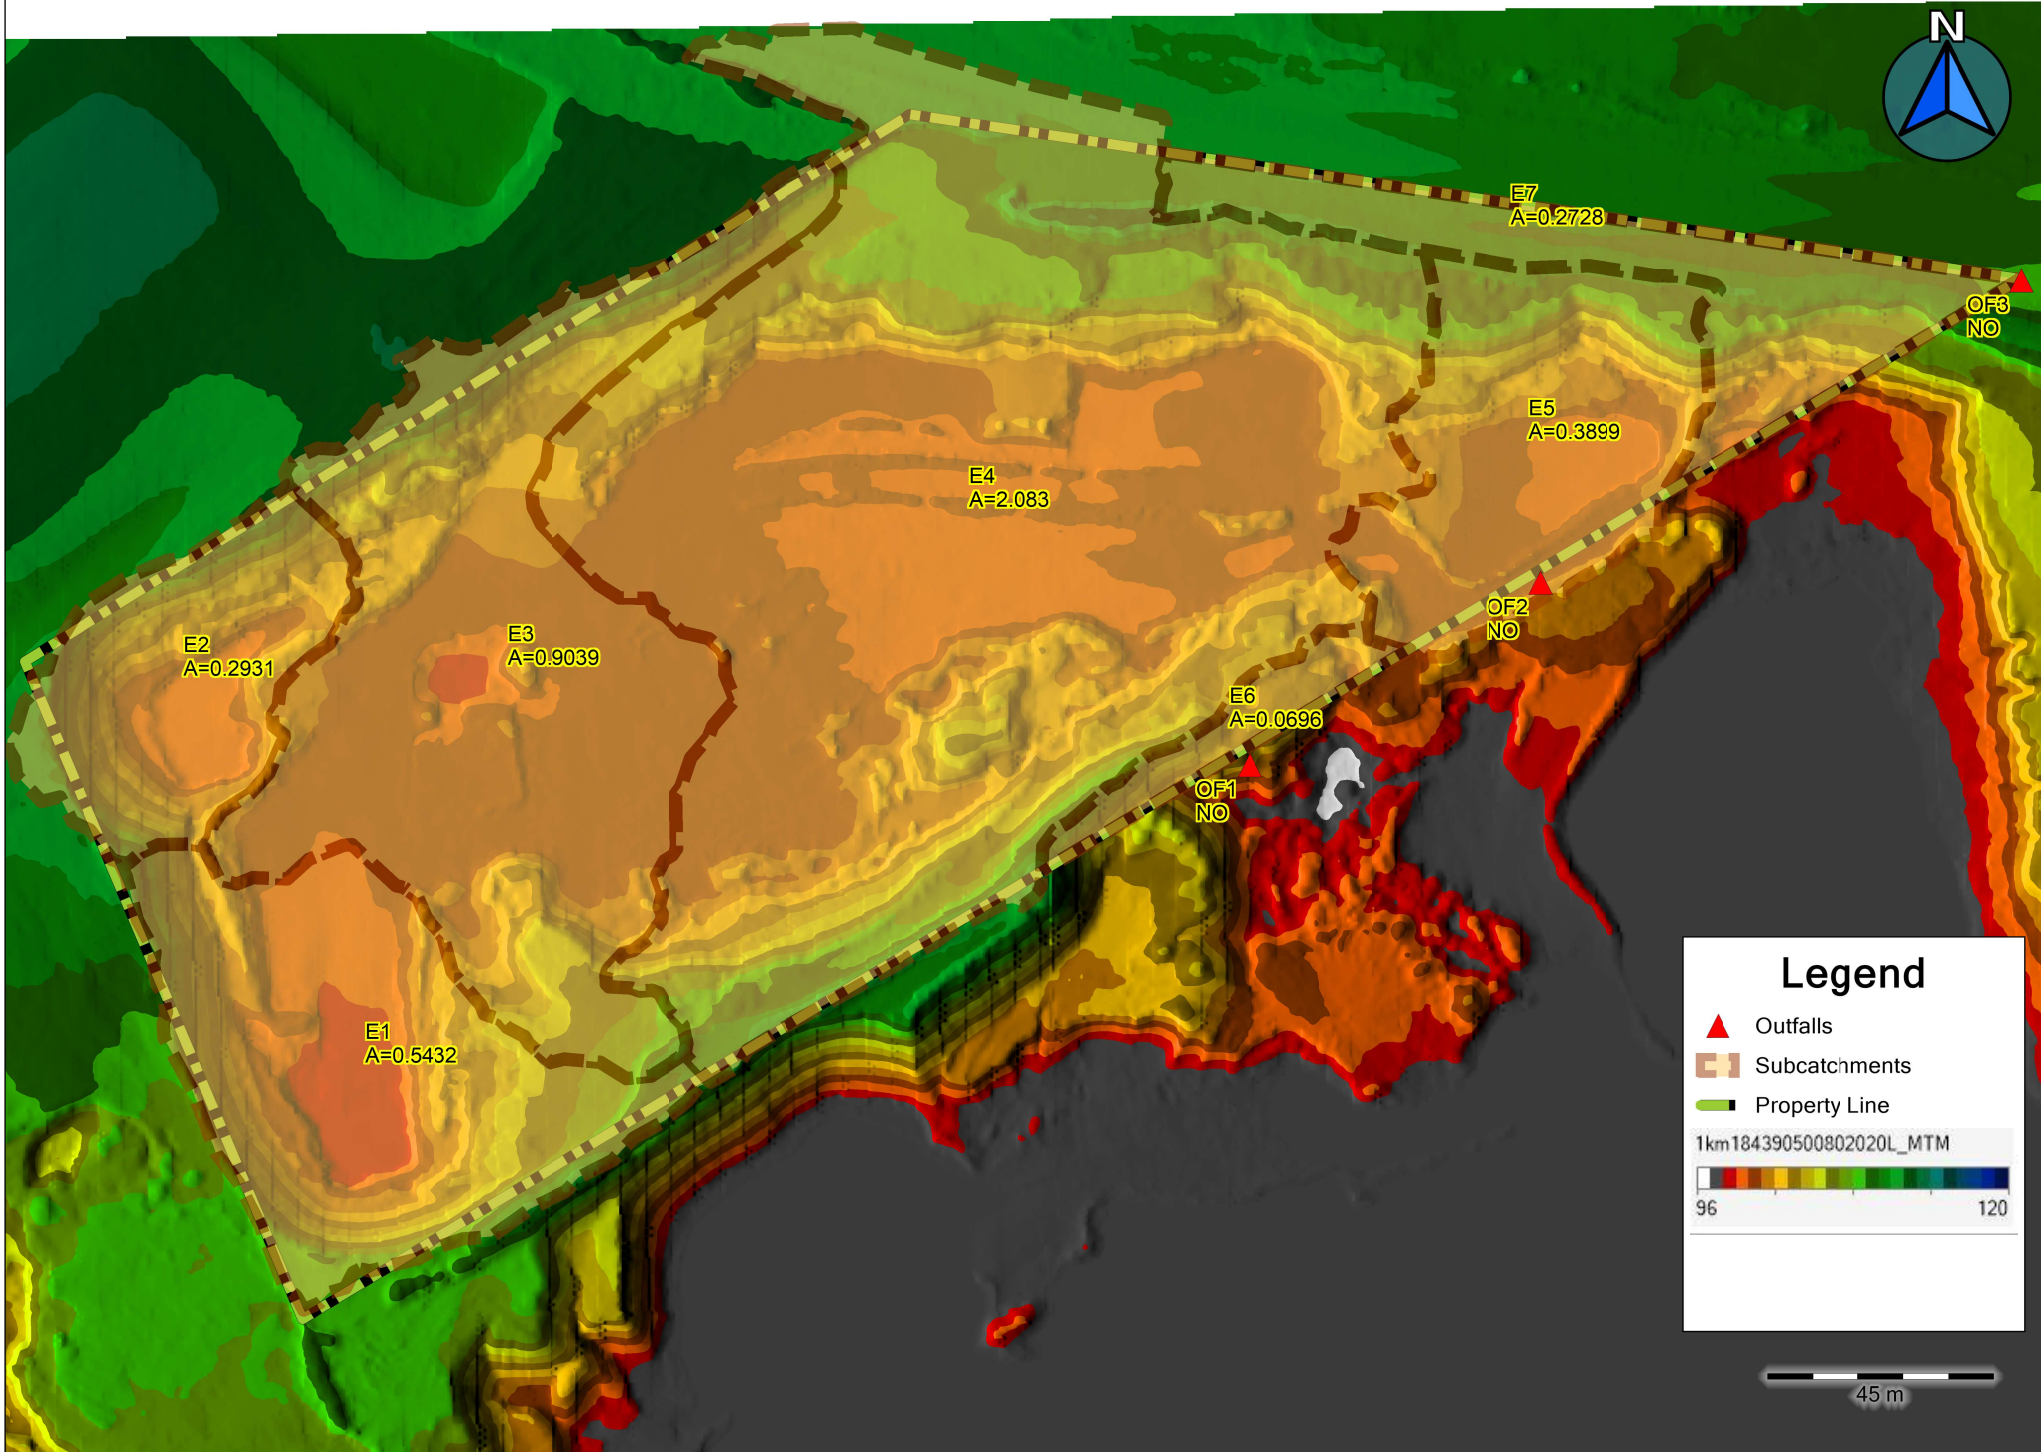 N
E7
A=0.2728
OF3
NO
E5
A=0.3899
E4
A=2.083
OF2
NO
E3
A=0.9039
E2
A=0.2931
E6
A=0.0696
OF1
NO
E1
A=0.5432
Legend
Outfalls
Subcatchments
Property Line
1km184390500802020L_MTM
96 120
45 m